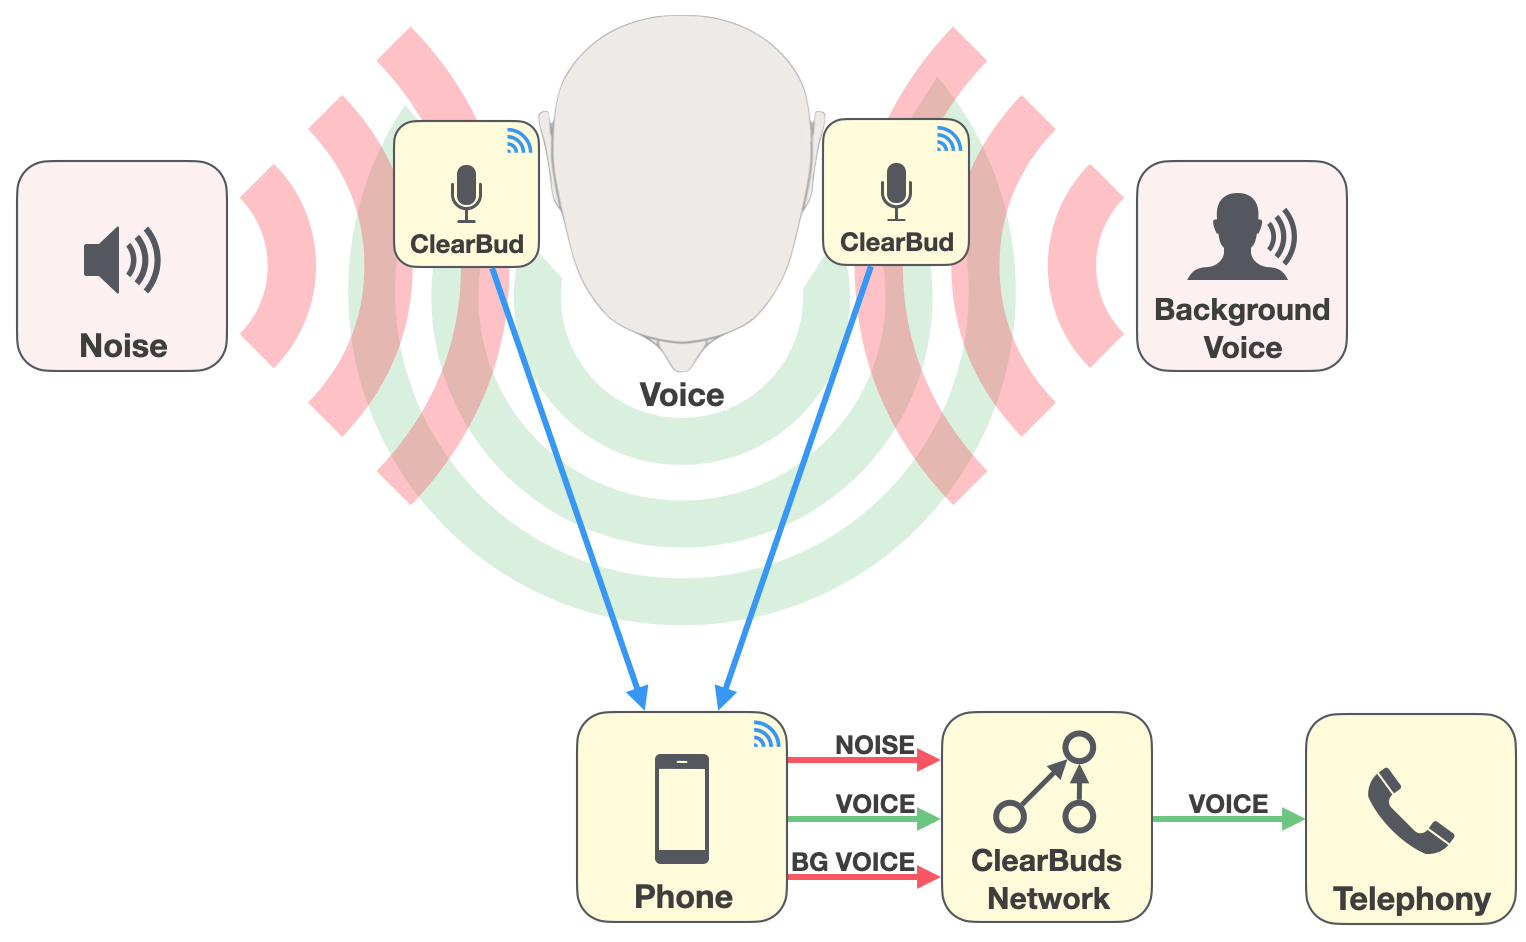 ClearBud
ClearBud
Noise
Background
Voice
Voice
NOISE
VOICE
BG VOICE
VOICE
Phone
ClearBuds
Network
Telephony